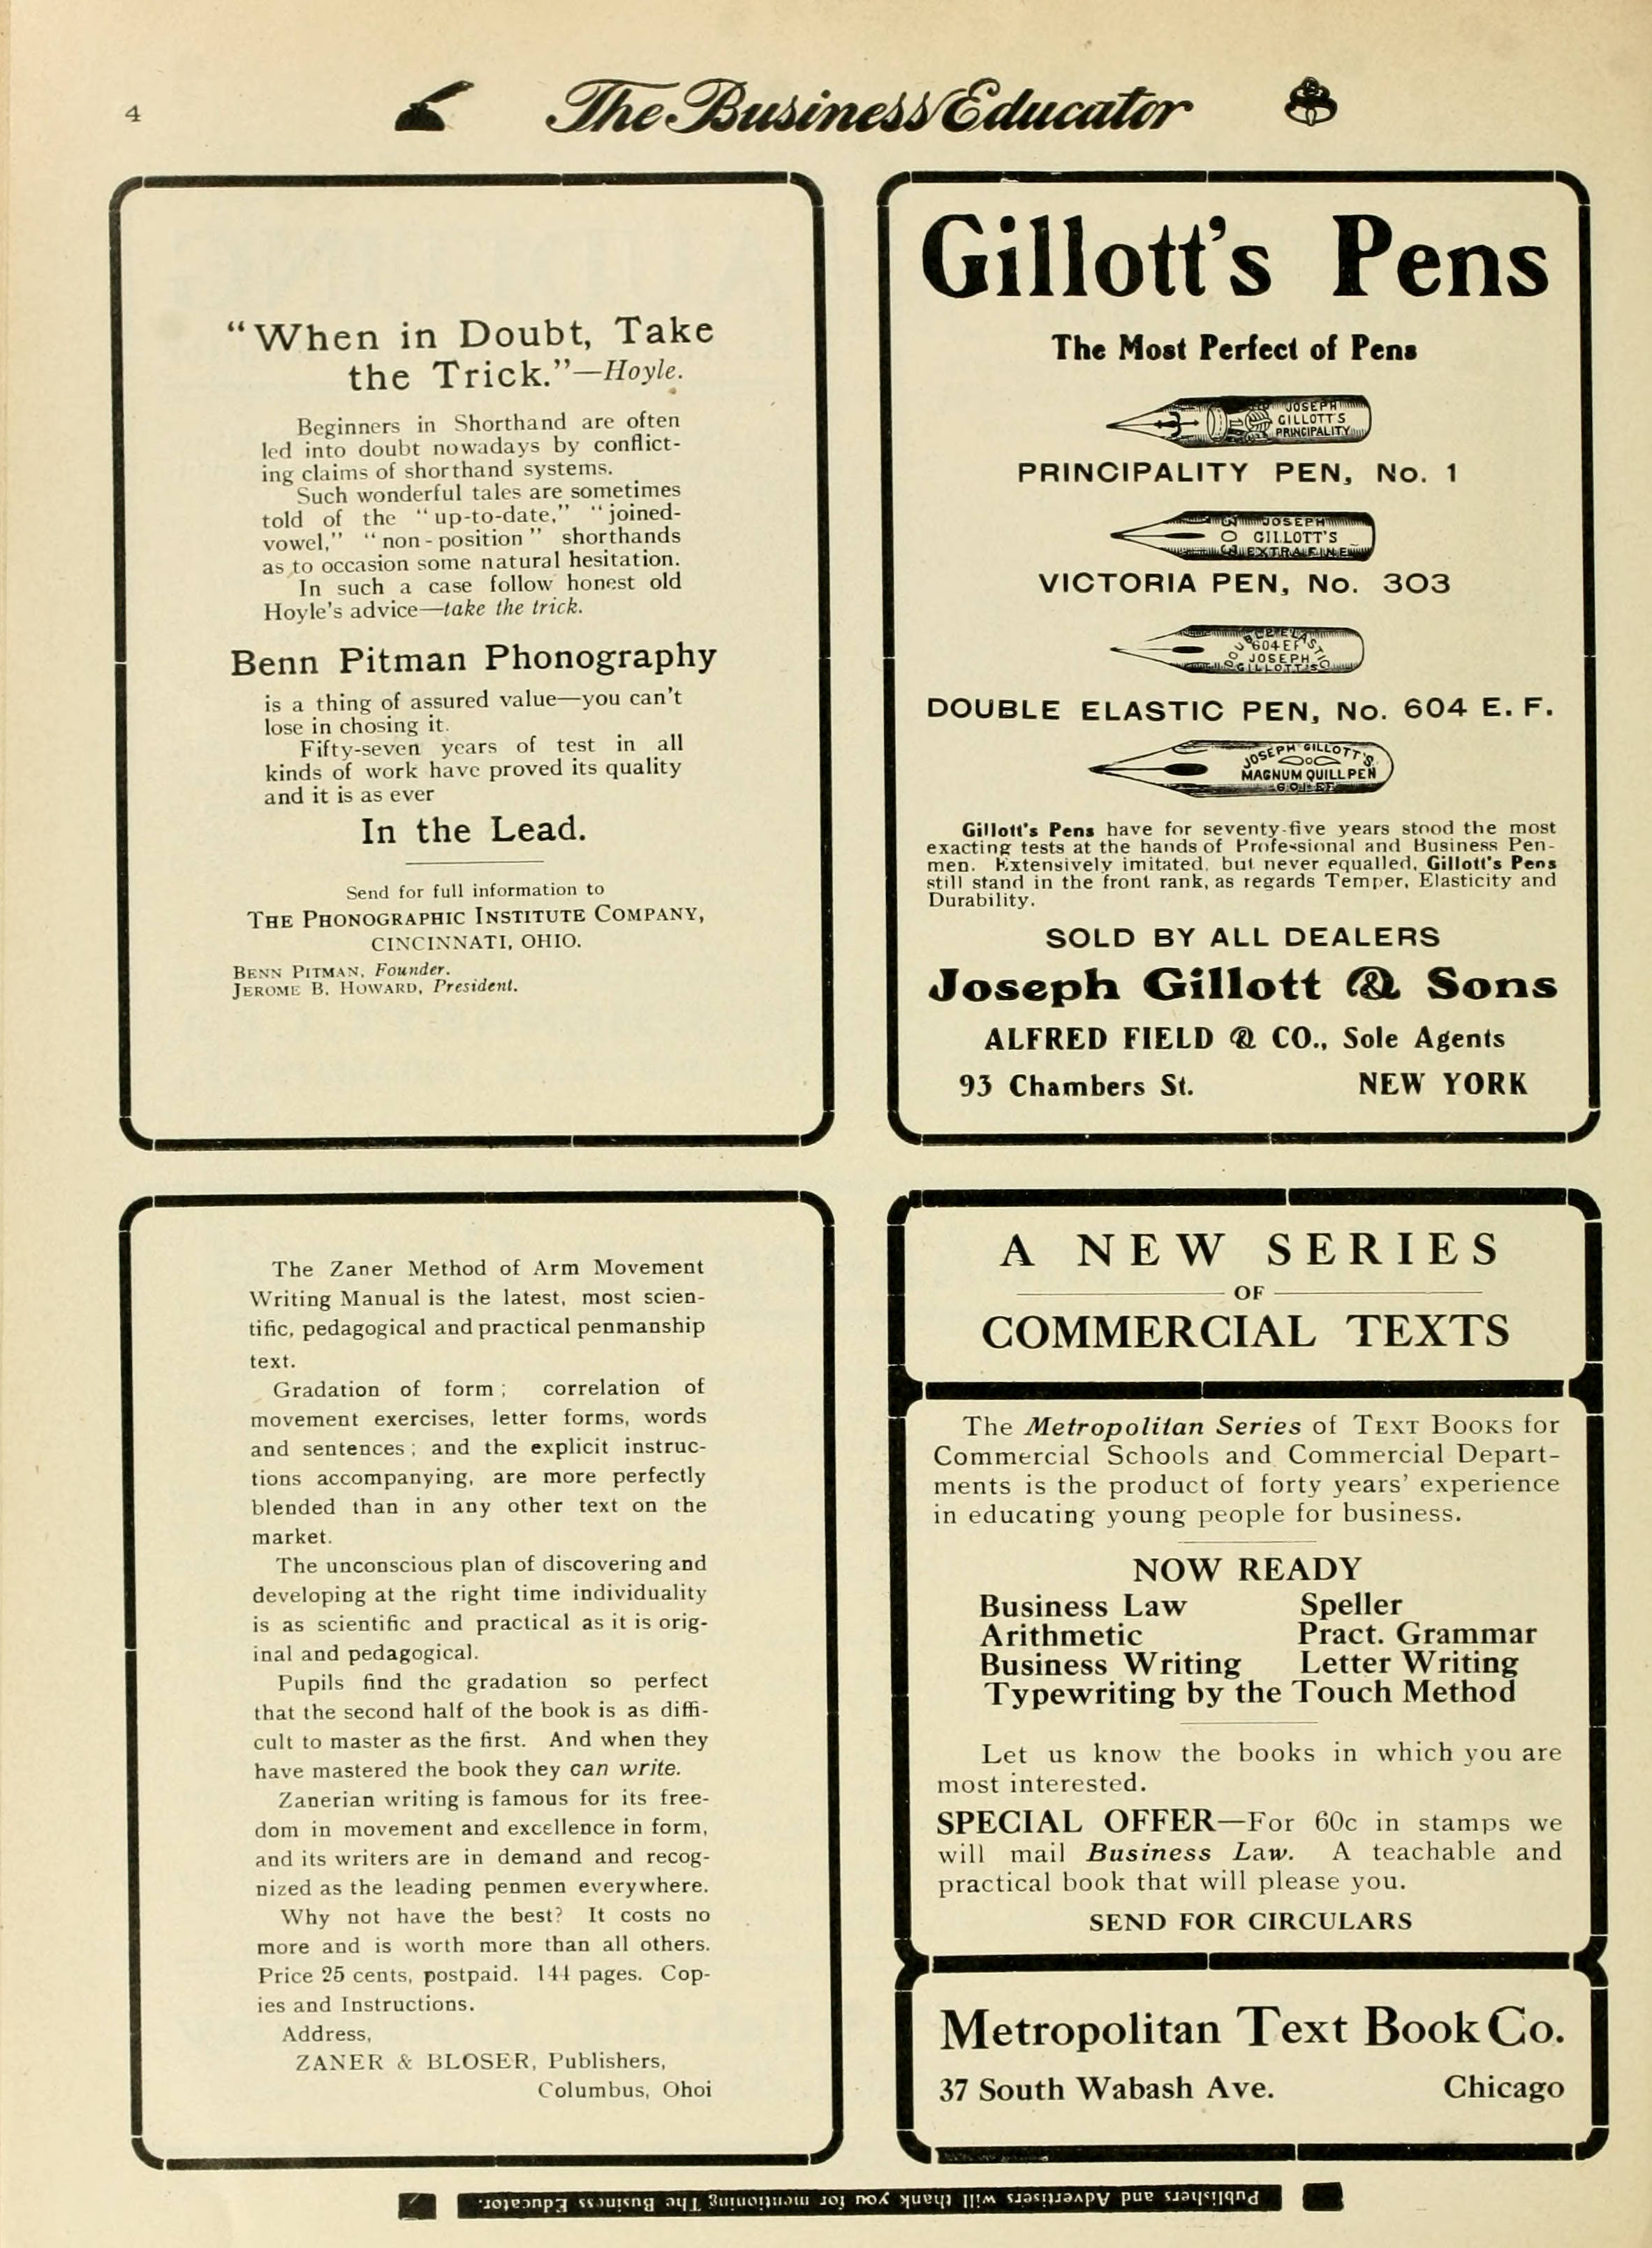 4
The Business Educator
"When in Doubt, Take
the Trick."—Hoyle.
Beginners in Shorthand are often
led into doubt nowadays by conflict-
ing claims of shorthand systems.
Such wonderful tales are sometimes
told of the "up-to-date," "joined-
vowel," "non-position" shorthands
as to occasion some natural hesitation.
In such a case follow honest old
Hoyle's advice—take the trick.
Benn Pitman Phonography
is a thing of assured value—you can't
lose in chosing it.
Fifty-seven years of test in all
kinds of work have proved its quality
and it is as ever
In the Lead.
Send for full information to
THE PHONOGRAPHIC INSTITUTE COMPANY,
CINCINNATI, OHIO.
BENN PITMAN, Founder.
JEROME B. HOWARD, President.
Gillott's Pens
The Most Perfect of Pens
JOSEPH
GILLOTT'S
PRINCIPALITY
PRINCIPALITY PEN, No. 1
303
JOSEPH
GILLOTT'S
EXTRA FINE
VICTORIA PEN, No. 303
DOUBLE ELASTIC
604 EF
JOSEPH
GILLOTT'S
DOUBLE ELASTIC PEN, No. 604 E. F.
JOSEPH GILLOTT'S
MAGNUM QUILL PEN
601 EF
Gillott's Pens have for seventy-five years stood the most
exacting tests at the hands of Professional and Business Pen-
men. Extensively imitated, but never equalled, Gillott's Pens
still stand in the front rank, as regards Temper, Elasticity and
Durability.
SOLD BY ALL DEALERS
Joseph Gillott & Sons
ALFRED FIELD & CO., Sole Agents
93 Chambers St. NEW YORK
The Zaner Method of Arm Movement
Writing Manual is the latest, most scien-
tific, pedagogical and practical penmanship
text.
Gradation of form; correlation of
movement exercises, letter forms, words
and sentences; and the explicit instruc-
tions accompanying, are more perfectly
blended than in any other text on the
market.
The unconscious plan of discovering and
developing at the right time individuality
is as scientific and practical as it is orig-
inal and pedagogical.
Pupils find the gradation so perfect
that the second half of the book is as diffi-
cult to master as the first. And when they
have mastered the book they can write.
Zanerian writing is famous for its free-
dom in movement and excellence in form,
and its writers are in demand and recog-
nized as the leading penmen everywhere.
Why not have the best? It costs no
more and is worth more than all others.
Price 25 cents, postpaid. 144 pages. Cop-
ies and Instructions.
Address,
ZANER & BLOSER, Publishers,
Columbus, Ohoi
A NEW SERIES
OF
COMMERCIAL TEXTS
The Metropolitan Series of TEXT BOOKS for
Commercial Schools and Commercial Depart-
ments is the product of forty years' experience
in educating young people for business.
NOW READY
Business Law Speller
Arithmetic Pract. Grammar
Business Writing Letter Writing
Typewriting by the Touch Method
Let us know the books in which you are
most interested.
SPECIAL OFFER—For 60c in stamps we
will mail Business Law. A teachable and
practical book that will please you.
SEND FOR CIRCULARS
Metropolitan Text Book Co.
37 South Wabash Ave. Chicago
Publishers and Advertisers will thank you for mentioning The Business Educator.